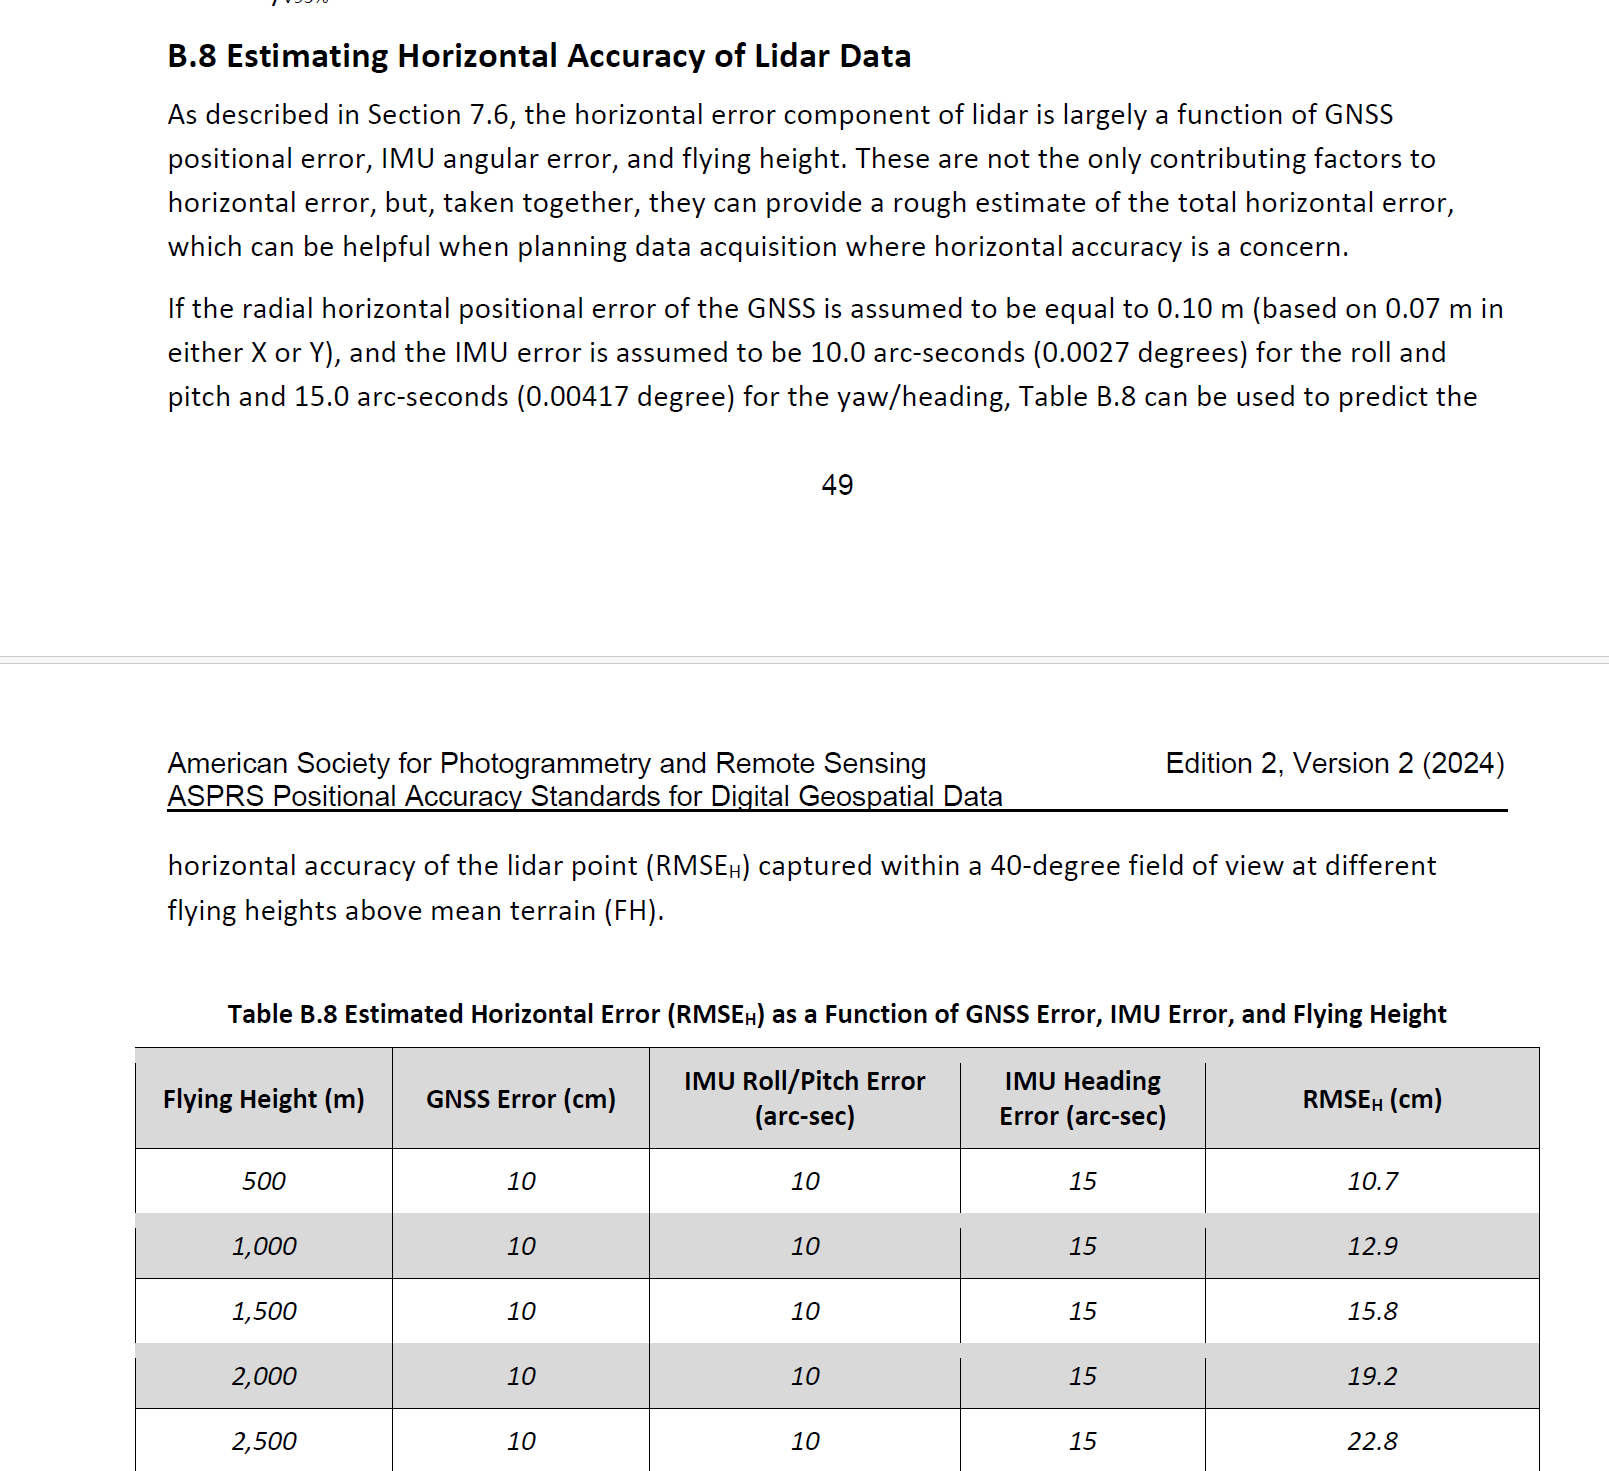 B.8 Estimating Horizontal Accuracy of Lidar Data
As described in Section 7.6, the horizontal error component of lidar is largely a function of GNSS
positional error, IMU angular error, and flying height. These are not the only contributing factors to
horizontal error, but, taken together, they can provide a rough estimate of the total horizontal error,
which can be helpful when planning data acquisition where horizontal accuracy is a concern.
If the radial horizontal positional error of the GNSS is assumed to be equal to 0.10 m (based on 0.07 m in
either X or Y), and the IMU error is assumed to be 10.0 arc-seconds (0.0027 degrees) for the roll and
pitch and 15.0 arc-seconds (0.00417 degree) for the yaw/heading, Table B.8 can be used to predict the
49
American Society for Photogrammetry and Remote Sensing Edition 2, Version 2 (2024)
ASPRS Positional Accuracy Standards for Digital Geospatial Data
horizontal accuracy of the lidar point (RMSEH) captured within a 40-degree field of view at different
flying heights above mean terrain (FH).
Table B.8 Estimated Horizontal Error (RMSEH) as a Function of GNSS Error, IMU Error, and Flying Height
Flying Height (m) GNSS Error (cm) IMU Roll/Pitch Error (arc-sec) IMU Heading Error (arc-sec) RMSEH (cm)
500 10 10 15 10.7
1,000 10 10 15 12.9
1,500 10 10 15 15.8
2,000 10 10 15 19.2
2,500 10 10 15 22.8